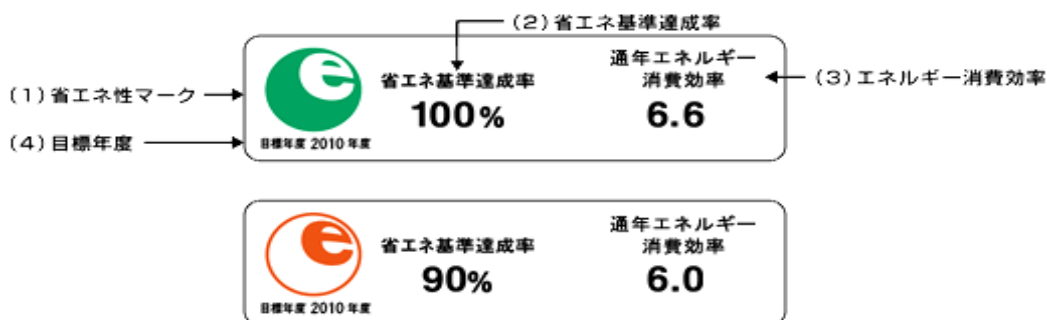 (2)省エネ基準達成率
(1)省エネ性マーク
省エネ基準達成率
100%
通年エネルギー
消費効率
6.6
(3)エネルギー消費効率
(4)目標年度
目標年度 2010 年度
省エネ基準達成率
90%
通年エネルギー
消費効率
6.0
目標年度 2010 年度